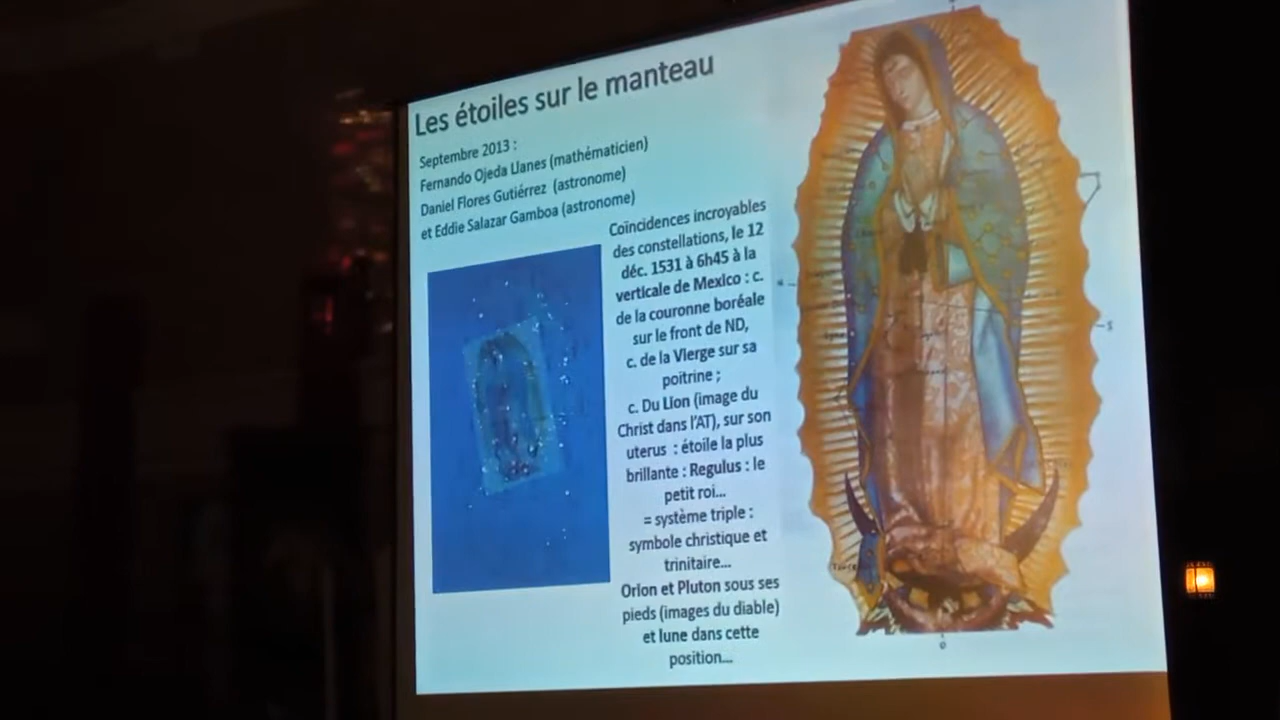 Les étoiles sur le manteau
Septembre 2013 :
Fernando Ojeda Llanes (mathématicien)
Daniel Flores Gutiérrez (astronome)
et Eddie Salazar Gamboa (astronome)
Coïncidences incroyables
des constellations, le 12
déc. 1531 à 6h45 à la
verticale de Mexico : c.
de la couronne boréale
sur le front de ND,
c. de la Vierge sur sa
poitrine ;
c. Du Lion (image du
Christ dans l'AT), sur son
uterus : étoile la plus
brillante : Regulus : le
petit roi...
= système triple :
symbole christique et
trinitaire...
Orion et Pluton sous ses
pieds (images du diable)
et lune dans cette
position...